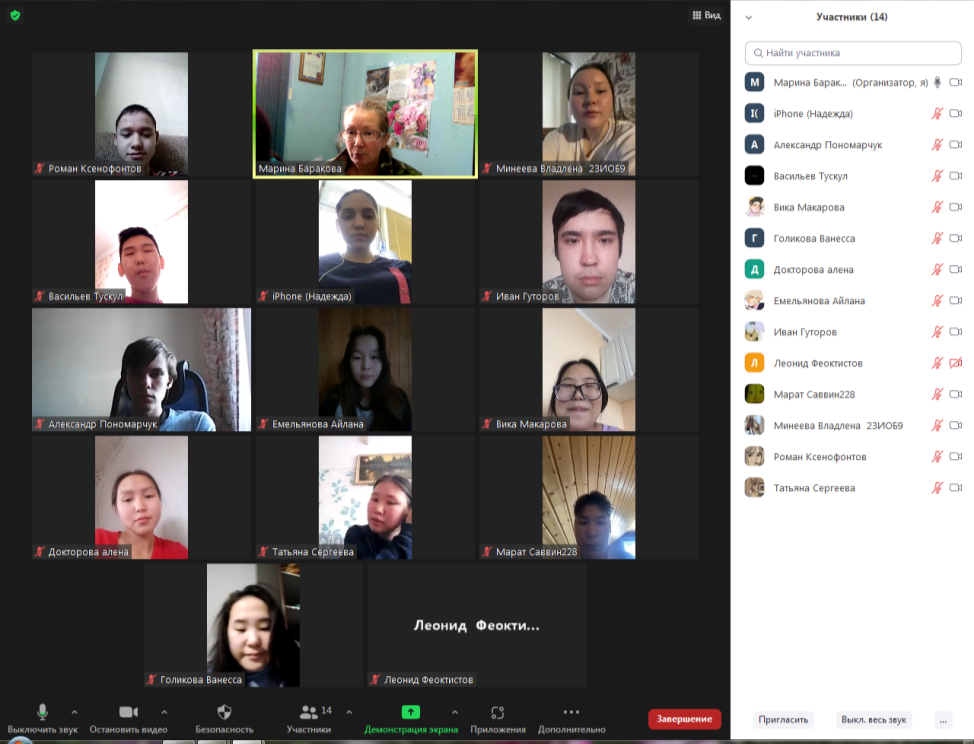 Вид
Роман Ксенофонтов
Марина Баракова
Минеева Владлена 23ИОБ9
Васильев Тускул
iPhone (Надежда)
Иван Гуторов
Александр Пономарчук
Емельянова Айлана
Вика Макарова
Докторова алена
Татьяна Сергеева
Марат Саввин228
Голикова Ванесса
Леонид Феокти...
Леонид Феоктистов
Выключить звук
Остановить видео
Безопасность
14
Участники
Демонстрация экрана
Приложения
Дополнительно
Завершение
Участники (14)
Найти участника
М Марина Барак... (Организатор, я)
I( iPhone (Надежда)
А Александр Пономарчук
Васильев Тускул
Вика Макарова
Г Голикова Ванесса
Д Докторова алена
Емельянова Айлана
Иван Гуторов
Л Леонид Феоктистов
Марат Саввин228
Минеева Владлена 23ИОБ9
Роман Ксенофонтов
Татьяна Сергеева
Пригласить
Выкл. весь звук
...